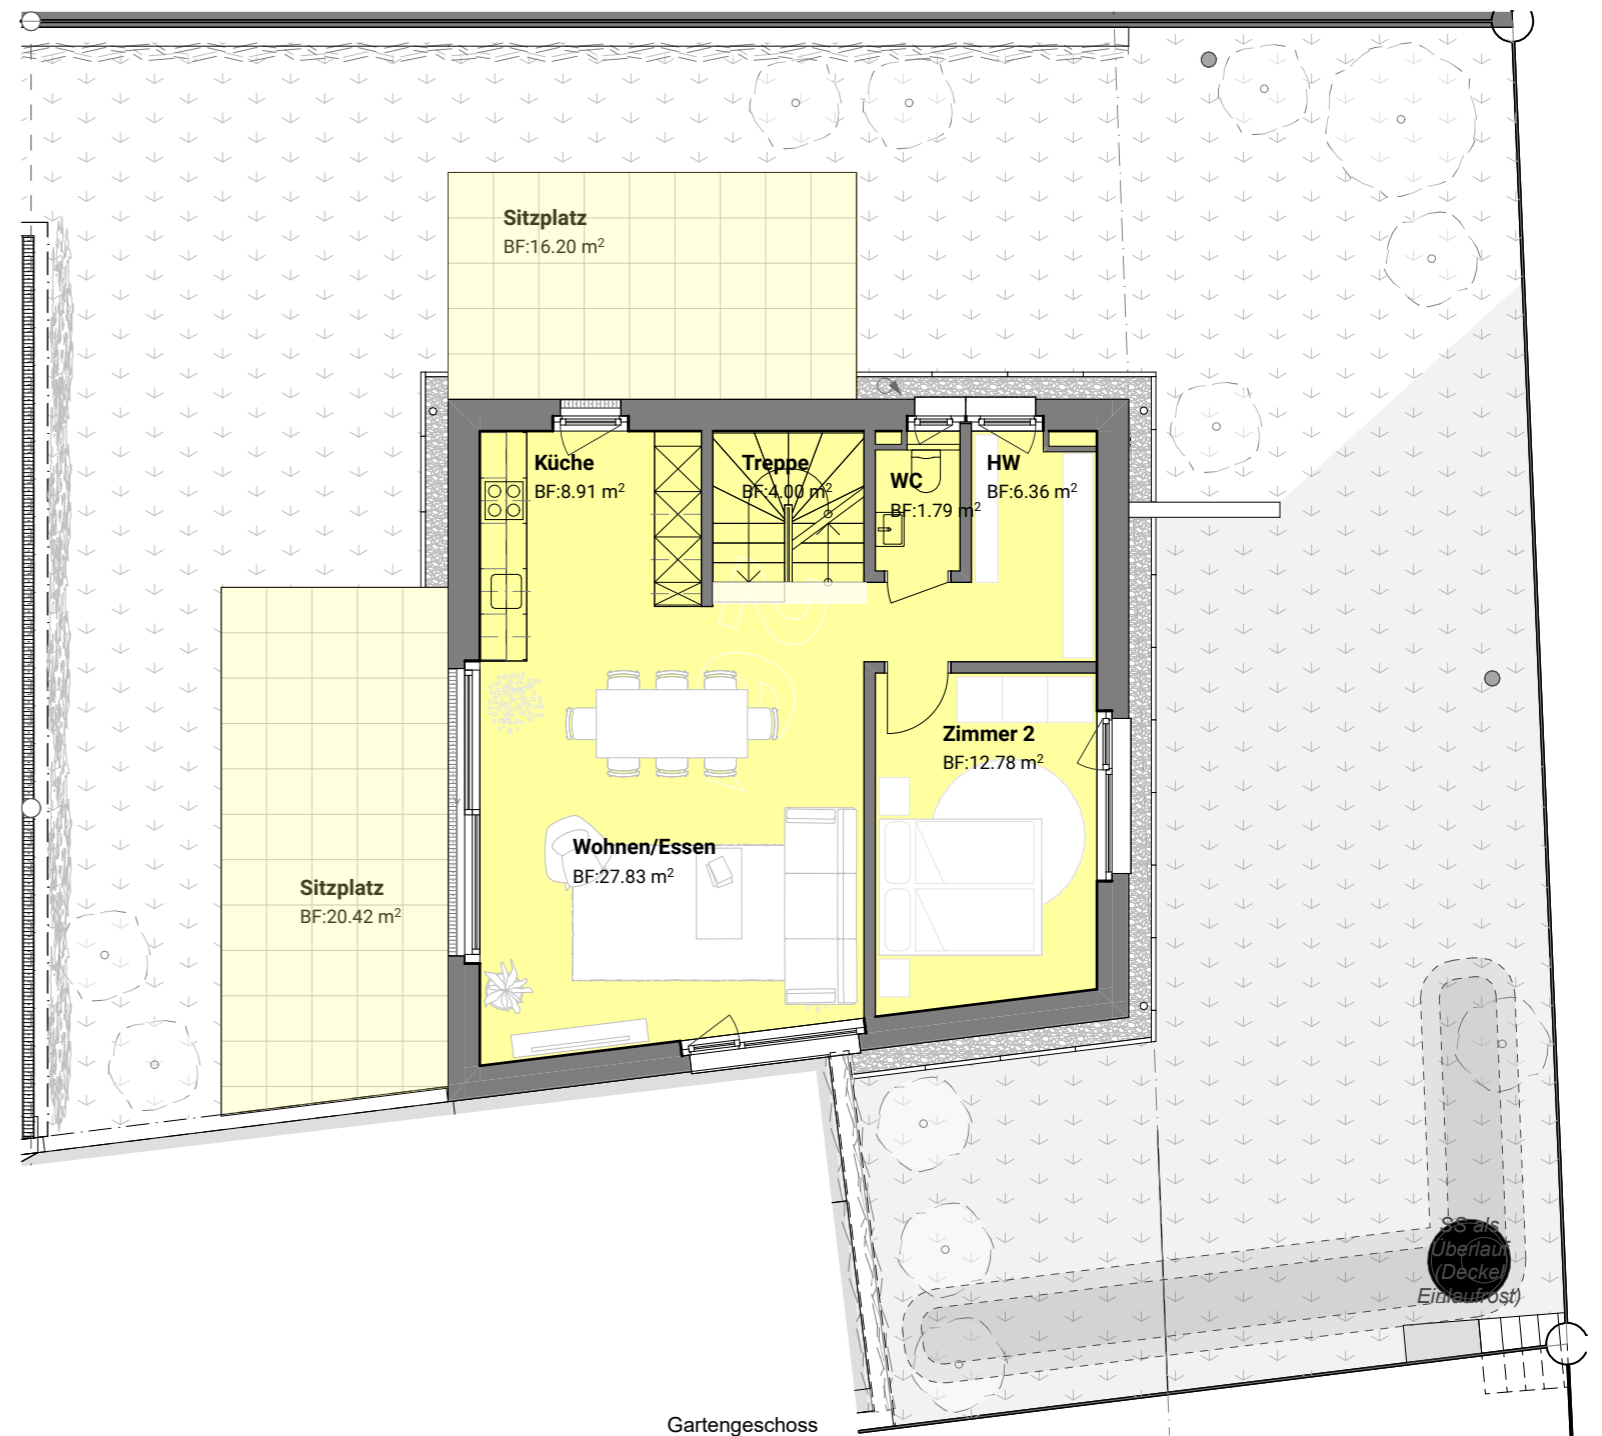 Sitzplatz
BF:16.20 m²
Küche
BF:8.91 m²
Treppe
BF:4.00 m²
WC
BF:1.79 m²
HW
BF:6.36 m²
Zimmer 2
BF:12.78 m²
Wohnen/Essen
BF:27.83 m²
Sitzplatz
BF:20.42 m²
SS als
Überlauf
(Deckel
Einlaufrost)
Gartengeschoss